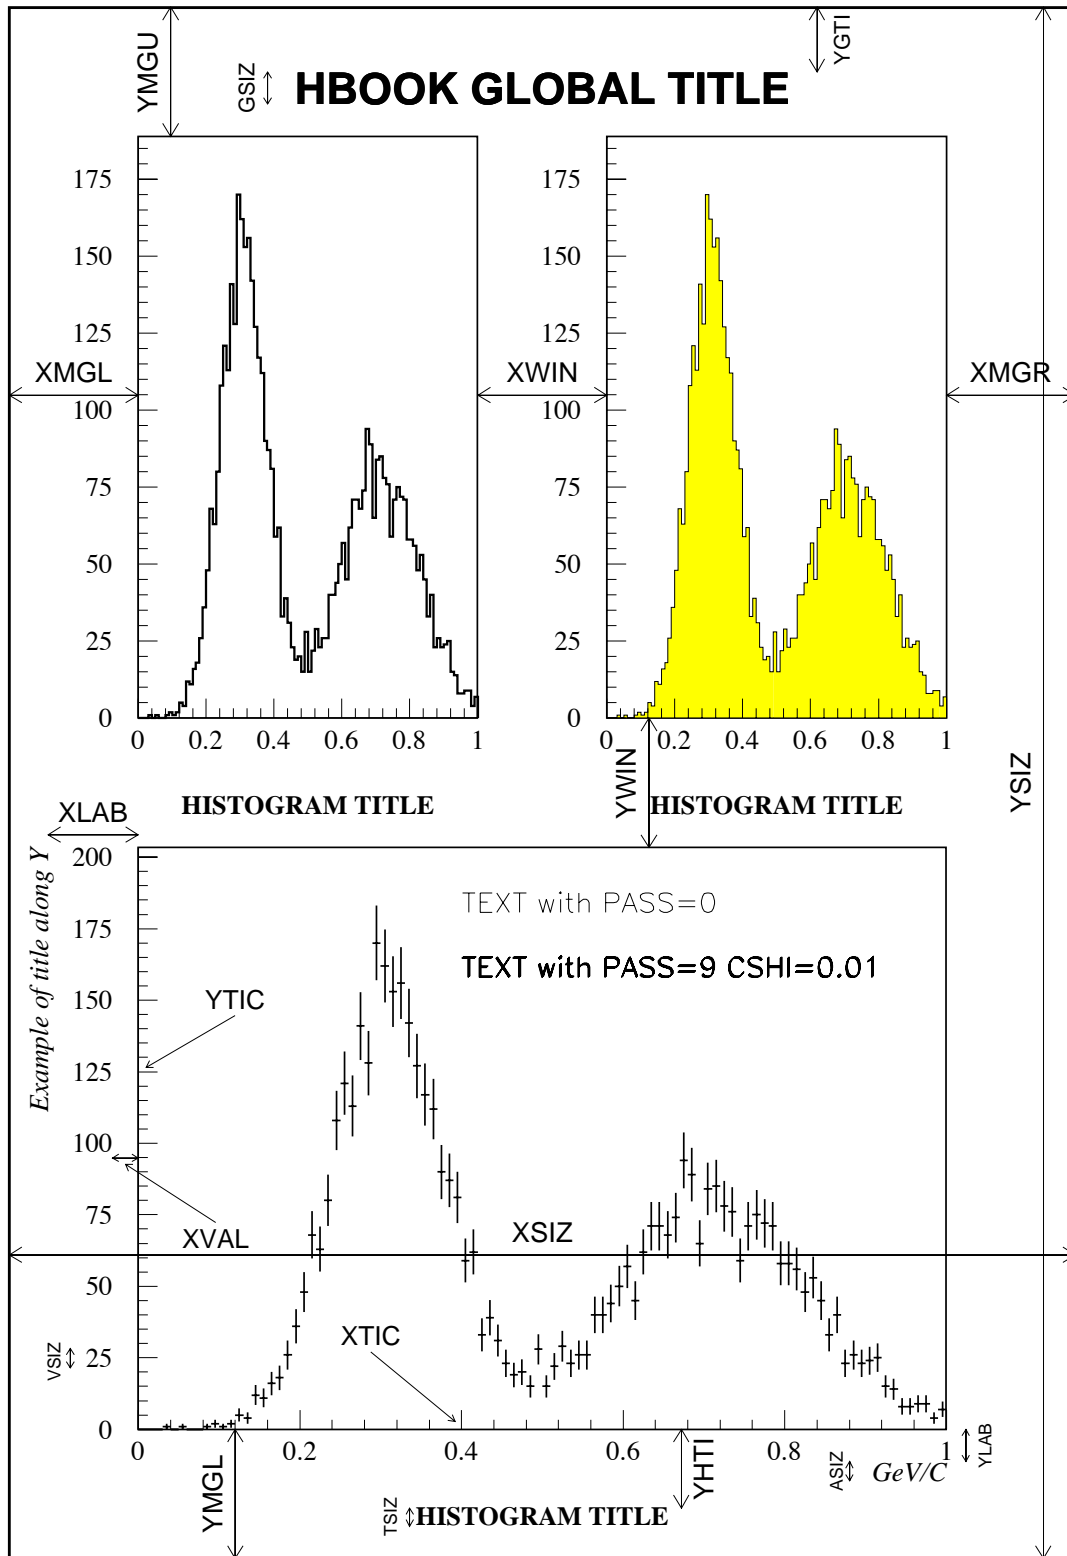 YMGU
GSIZ
HBOOK GLOBAL TITLE
YGTI
175
150
125
100
75
50
25
0
0 0.2 0.4 0.6 0.8 1
HISTOGRAM TITLE
XMGL
XWIN
175
150
125
100
75
50
25
0
0 0.2 0.4 0.6 0.8 1
HISTOGRAM TITLE
XMGR
YWIN
YSIZ
XLAB
Example of title along Y
200
175
150
125
100
75
50
25
0
TEXT with PASS=0
TEXT with PASS=9 CSHI=0.01
YTIC
XVAL
XSIZ
XTIC
VSIZ
0 0.2 0.4 0.6 0.8 1
YMGL
YHTI
ASIZ
GeV/C
YLAB
TSIZ
HISTOGRAM TITLE